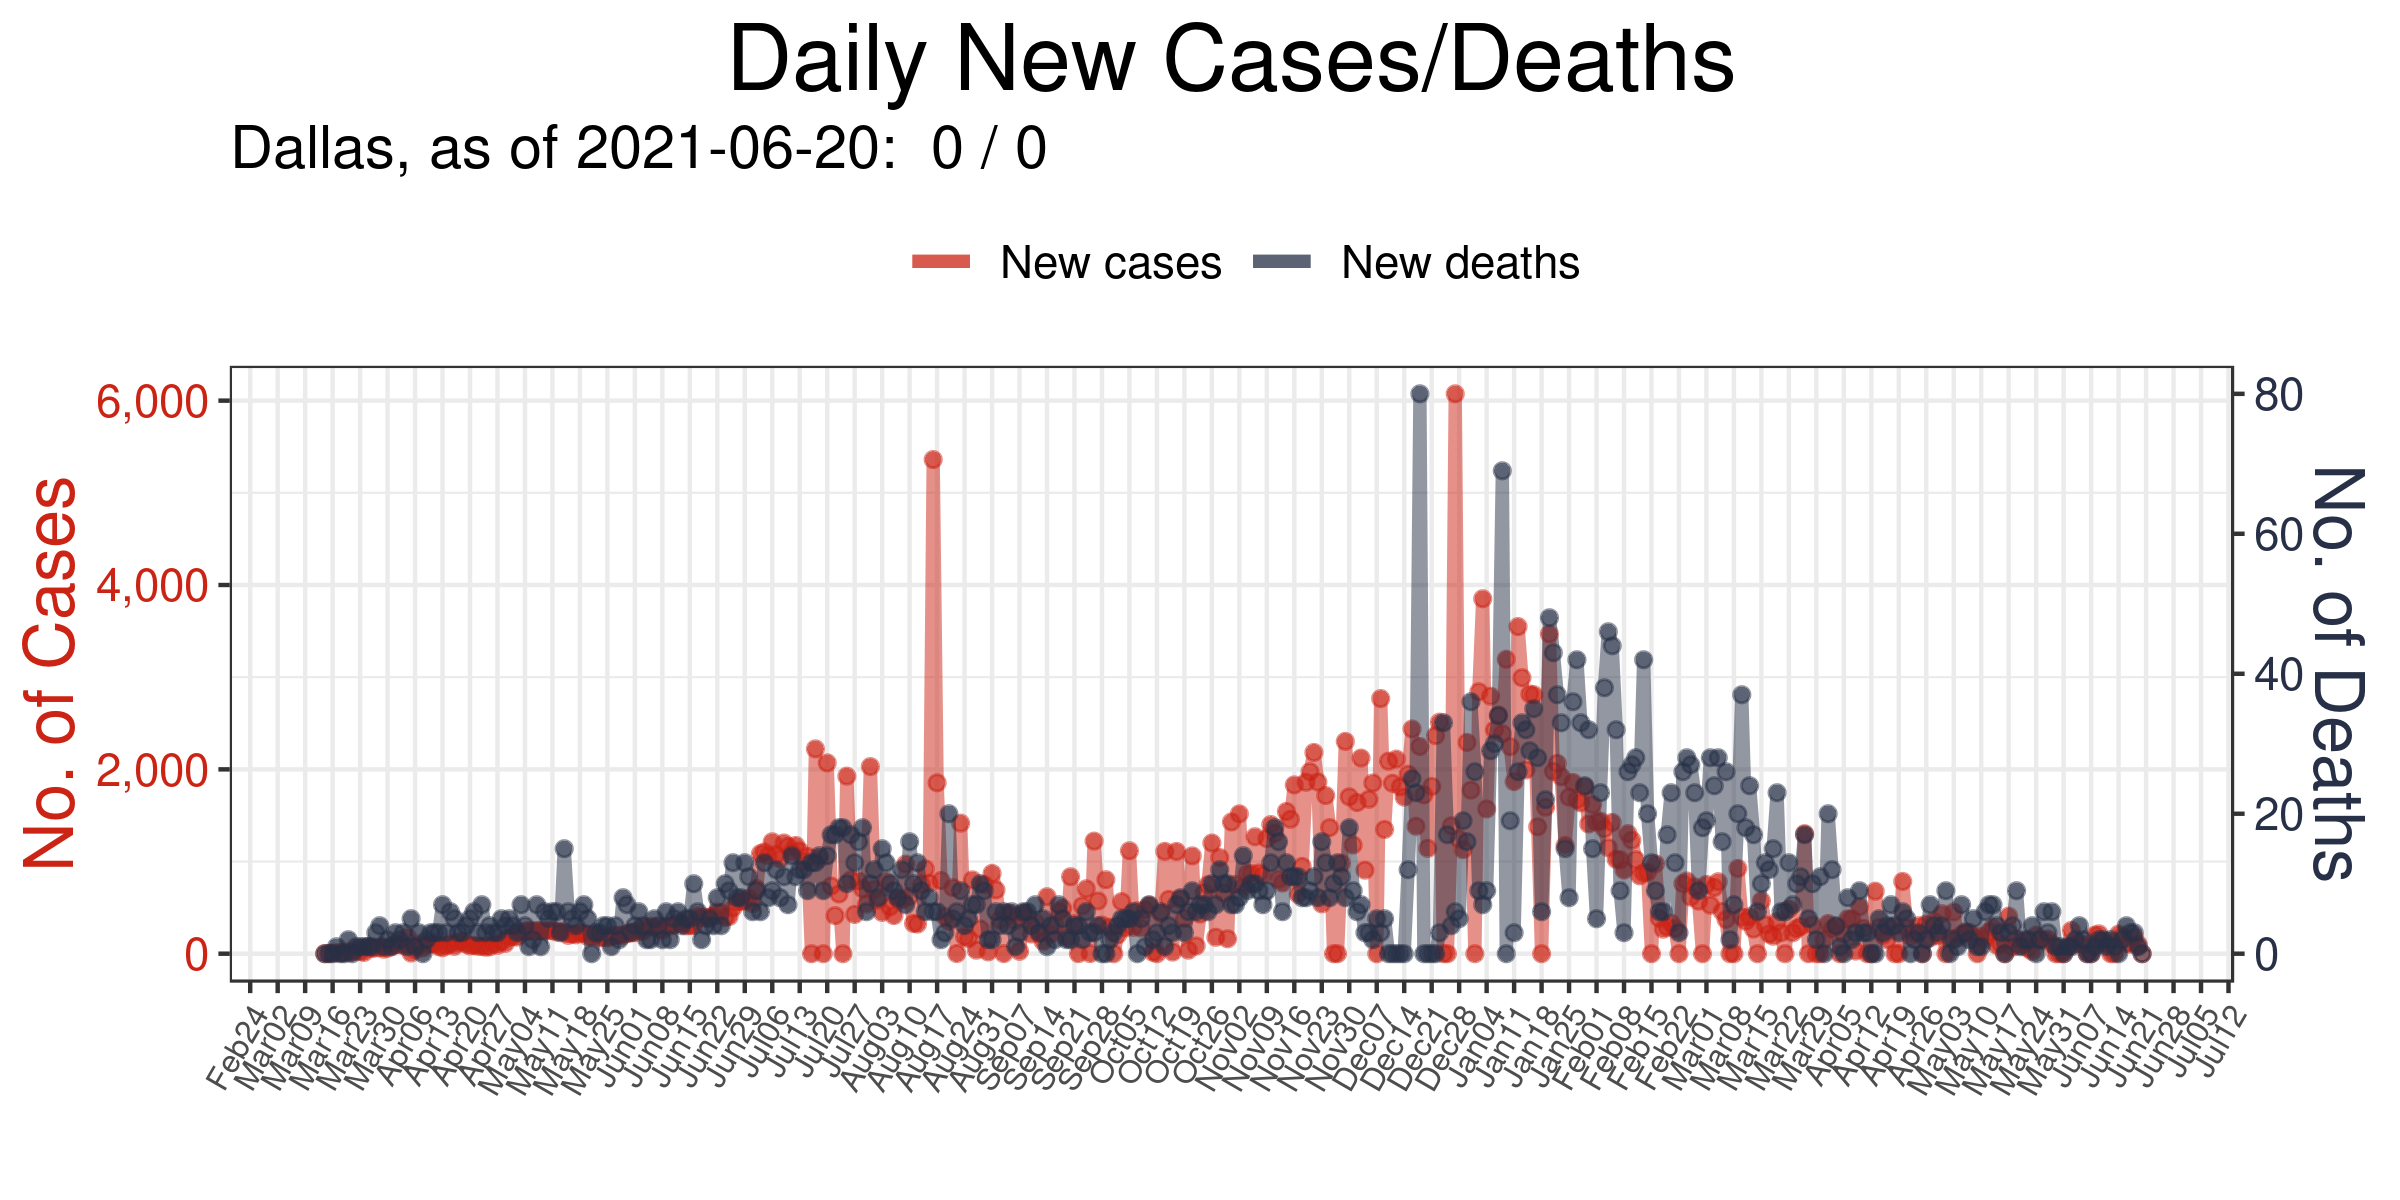 Daily New Cases/Deaths
Dallas, as of 2021-06-20:  0 / 0
New cases
New deaths
No. of Cases
6,000
4,000
2,000
0
80
60
40
20
0
No. of Deaths
Feb24
Mar02
Mar09
Mar16
Mar23
Mar30
Apr06
Apr13
Apr20
Apr27
May04
May11
May18
May25
Jun01
Jun08
Jun15
Jun22
Jun29
Jul06
Jul13
Jul20
Jul27
Aug03
Aug10
Aug17
Aug24
Aug31
Sep07
Sep14
Sep21
Sep28
Oct05
Oct12
Oct19
Oct26
Nov02
Nov09
Nov16
Nov23
Nov30
Dec07
Dec14
Dec21
Dec28
Jan04
Jan11
Jan18
Jan25
Feb01
Feb08
Feb15
Feb22
Mar01
Mar08
Mar15
Mar22
Mar29
Apr05
Apr12
Apr19
Apr26
May03
May10
May17
May24
May31
Jun07
Jun14
Jun21
Jun28
Jul05
Jul12